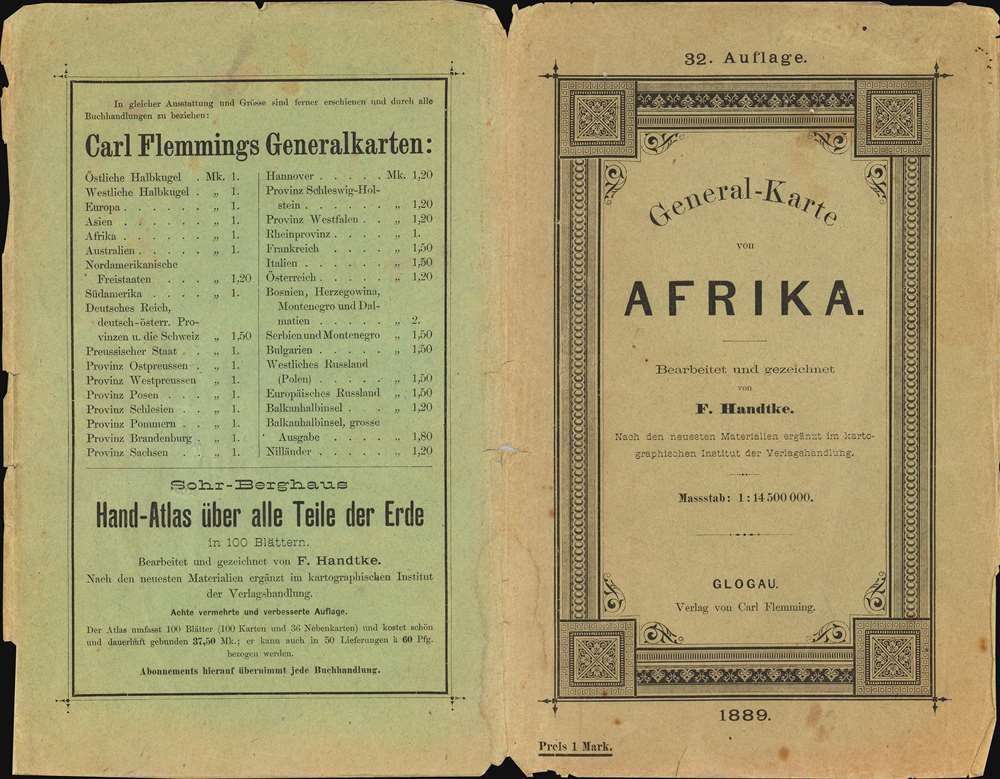 In gleicher Ausstattung und Grösse sind ferner erschienen und durch alle
Buchhandlungen zu beziehen:
Carl Flemmings Generalkarten:
Östliche Halbkugel . Mk. 1.
Westliche Halbkugel . „ 1.
Europa . . . . . . „ 1.
Asien . . . . . . „ 1.
Afrika . . . . . . „ 1.
Australien . . . . . „ 1.
Nordamerikanische
Freistaaten . . . „ 1,20
Südamerika . . . . „ 1.
Deutsches Reich,
deutsch-österr. Pro-
vinzen u. die Schweiz „ 1,50
Preussischer Staat . . „ 1.
Provinz Ostpreussen . „ 1.
Provinz Westpreussen „ 1.
Provinz Posen . . . „ 1.
Provinz Schlesien . . „ 1.
Provinz Pommern . . „ 1.
Provinz Brandenburg . „ 1.
Provinz Sachsen . . „ 1.
Hannover . . . . . Mk. 1,20
Provinz Schleswig-Hol-
stein . . . . . . „ 1,20
Provinz Westfalen . . „ 1,20
Rheinprovinz . . . . „ 1.
Frankreich . . . . „ 1,50
Italien . . . . . . „ 1,50
Österreich . . . . . „ 1,20
Bosnien, Herzegowina,
Montenegro und Dal-
matien . . . . . „ 2.
Serbien und Montenegro „ 1,50
Bulgarien . . . . . „ 1,50
Westliches Russland
(Polen) . . . . . „ 1,50
Europäisches Russland „ 1,50
Balkanhalbinsel . . „ 1,20
Balkanhalbinsel, grosse
Ausgabe . . . . . „ 1,80
Nilländer . . . . . „ 1,20
Sohr-Berghaus
Hand-Atlas über alle Teile der Erde
in 100 Blättern.
Bearbeitet und gezeichnet von F. Handtke.
Nach den neuesten Materialien ergänzt im kartographischen Institut
der Verlagshandlung.
Achte vermehrte und verbesserte Auflage.
Der Atlas umfasst 100 Blätter (100 Karten und 36 Nebenkarten) und kostet schön
und dauerhaft gebunden 37,50 Mk.; er kann auch in 50 Lieferungen à 60 Pfg.
bezogen werden.
Abonnements hierauf übernimmt jede Buchhandlung.
32. Auflage.
General-Karte
von
AFRIKA.
Bearbeitet und gezeichnet
von
F. Handtke.
Nach den neuesten Materialien ergänzt im karto-
graphischen Institut der Verlagshandlung.
Massstab: 1 : 14 500 000.
GLOGAU.
Verlag von Carl Flemming.
1889.
Preis 1 Mark.